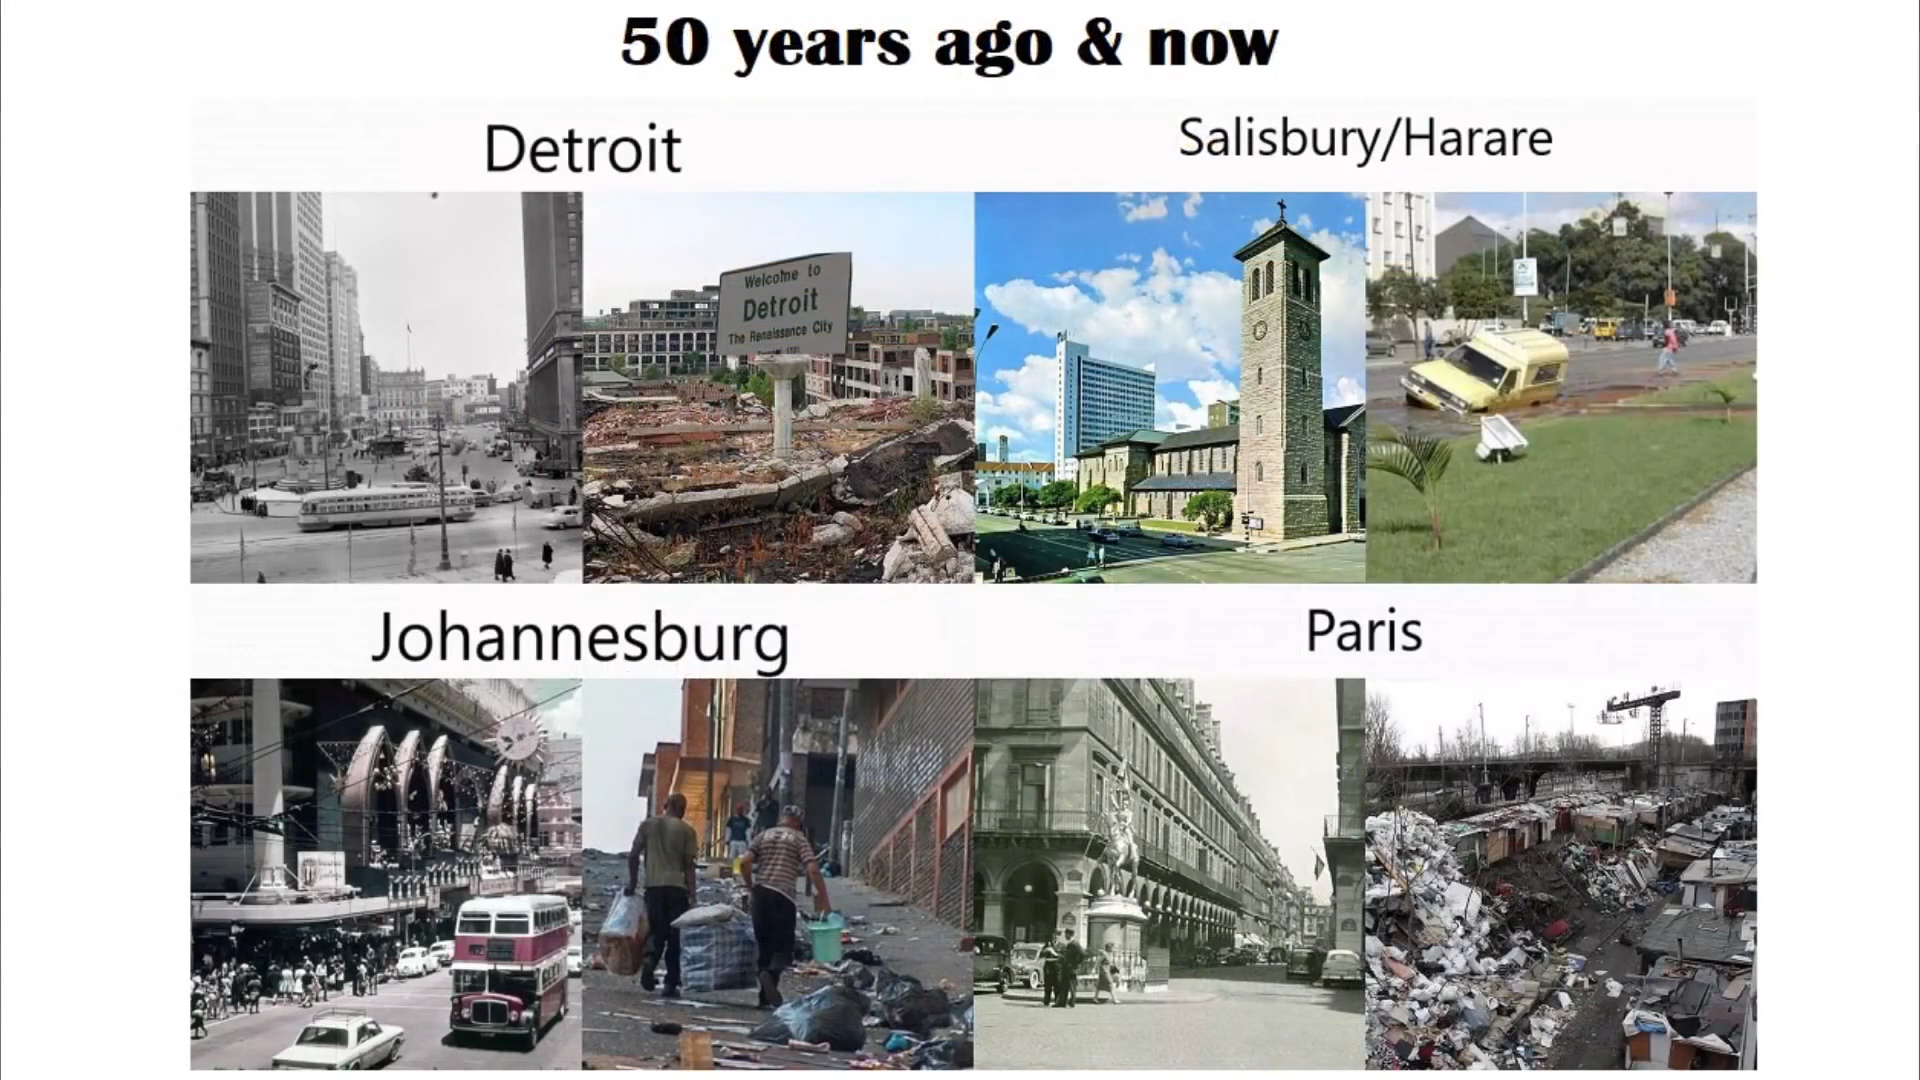 50 years ago & now
Detroit
Salisbury/Harare
Welcome to
Detroit
The Renaissance City
Johannesburg
Paris